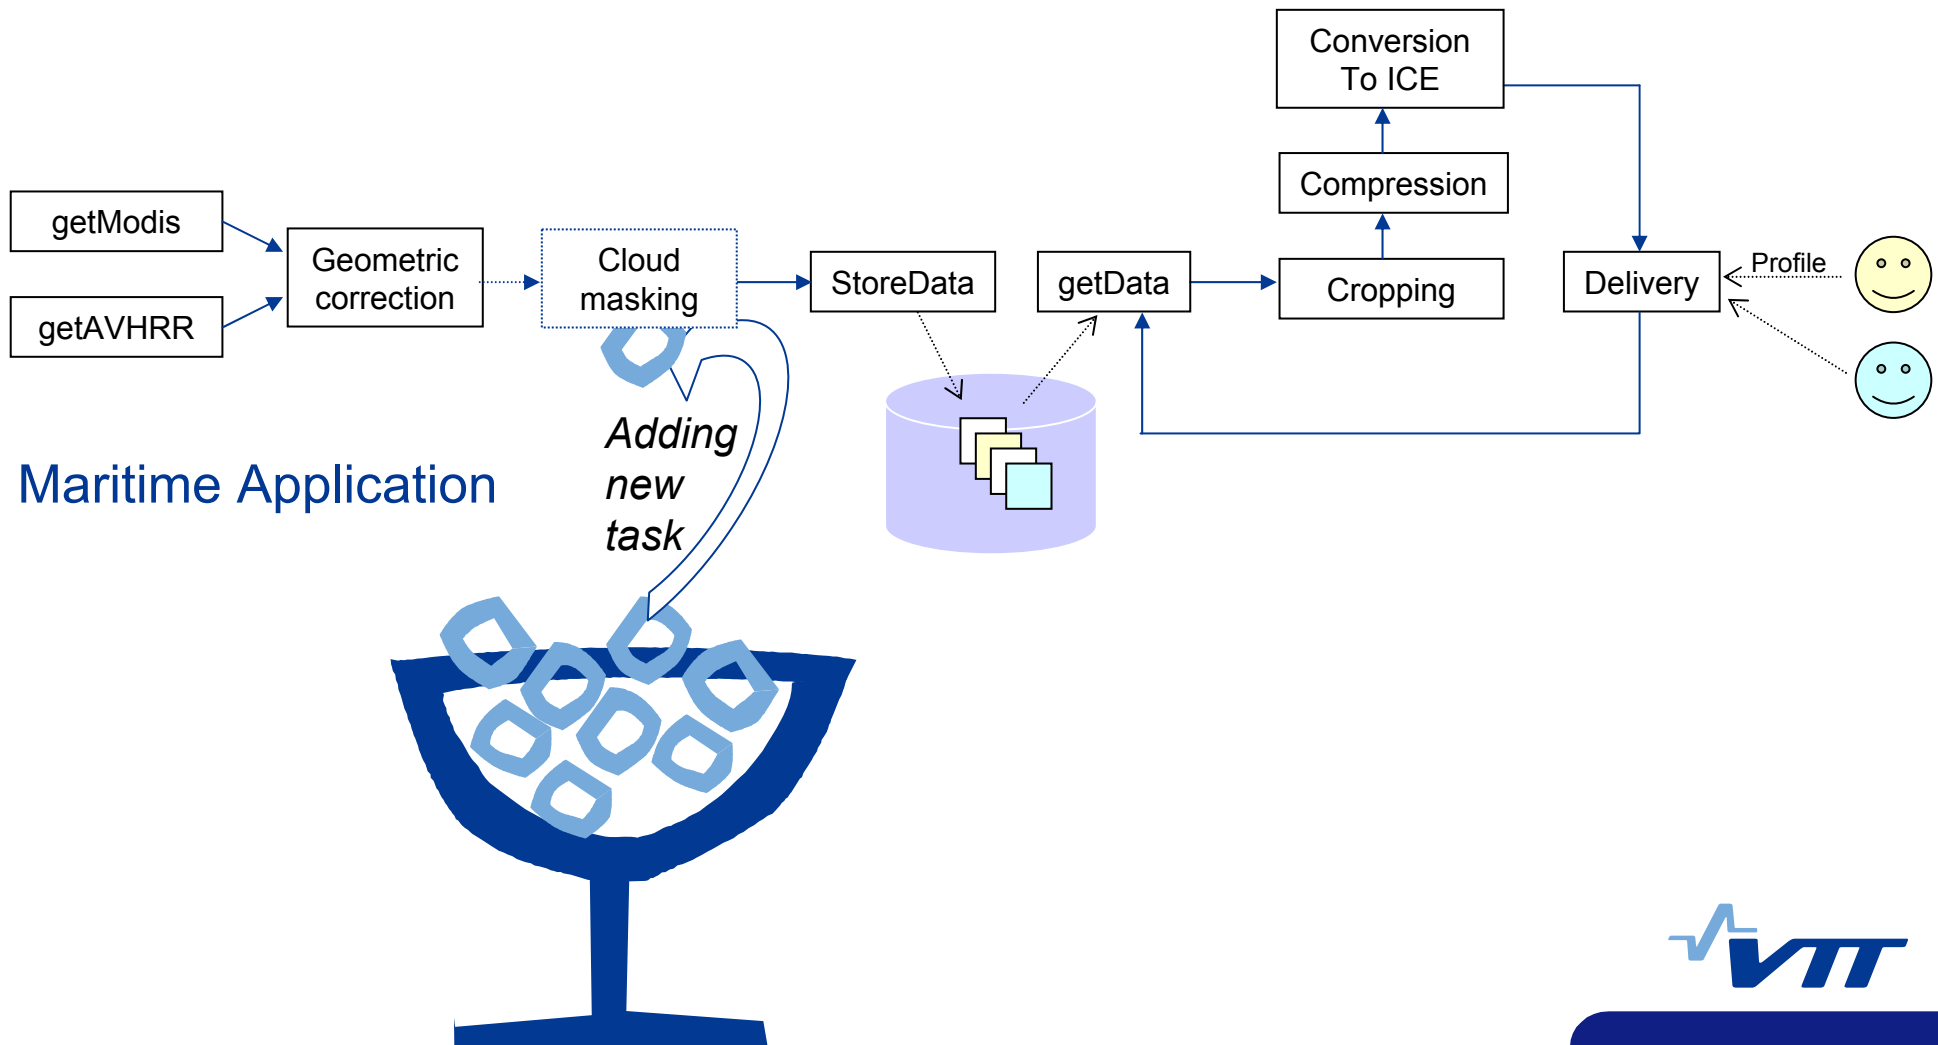 Conversion
To ICE
Compression
getModis
Geometric
correction
Cloud
masking
StoreData
getData
Cropping
Delivery
Profile
getAVHRR
Adding
new
task
Maritime Application
VTT